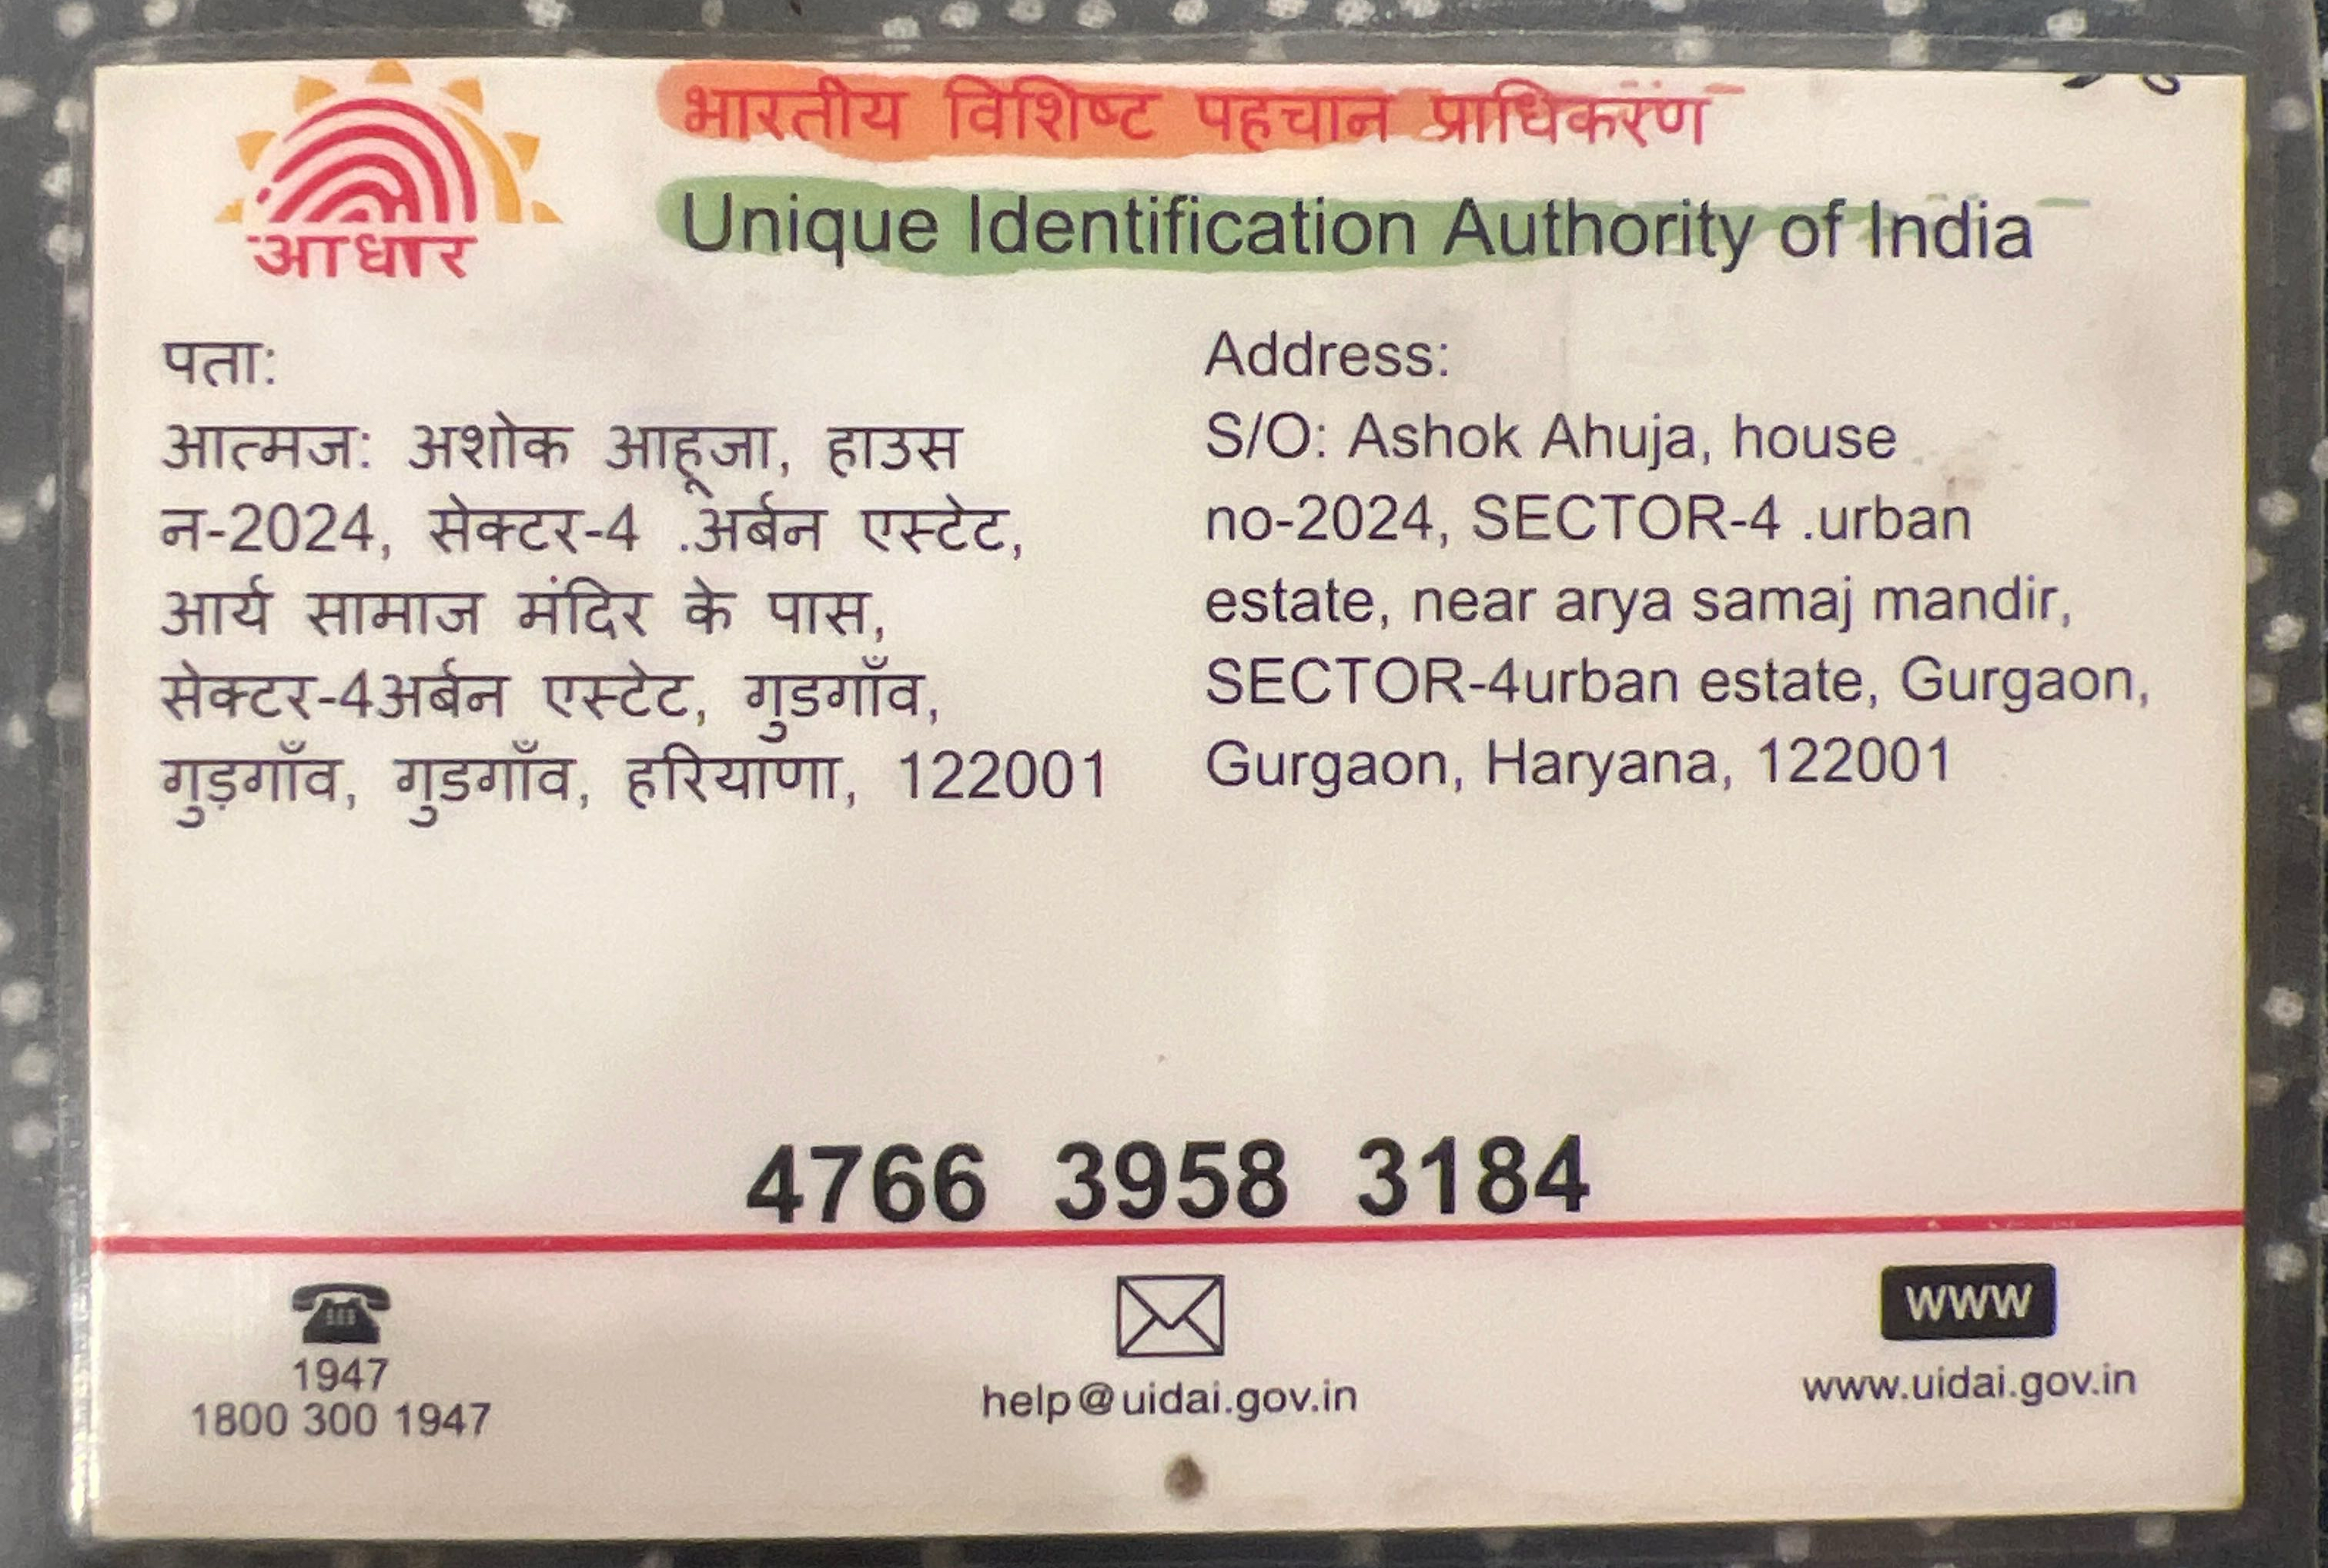 आधार
भारतीय विशिष्ट पहचान प्राधिकरण
Unique Identification Authority of India
पता:
आत्मज: अशोक आहूजा, हाउस
न-2024, सेक्टर-4 .अर्बन एस्टेट,
आर्य सामाज मंदिर के पास,
सेक्टर-4अर्बन एस्टेट, गुडगाँव,
गुड़गाँव, गुडगाँव, हरियाणा, 122001
Address:
S/O: Ashok Ahuja, house
no-2024, SECTOR-4 .urban
estate, near arya samaj mandir,
SECTOR-4urban estate, Gurgaon,
Gurgaon, Haryana, 122001
4766 3958 3184
1947
1800 300 1947
help@uidai.gov.in
www
www.uidai.gov.in